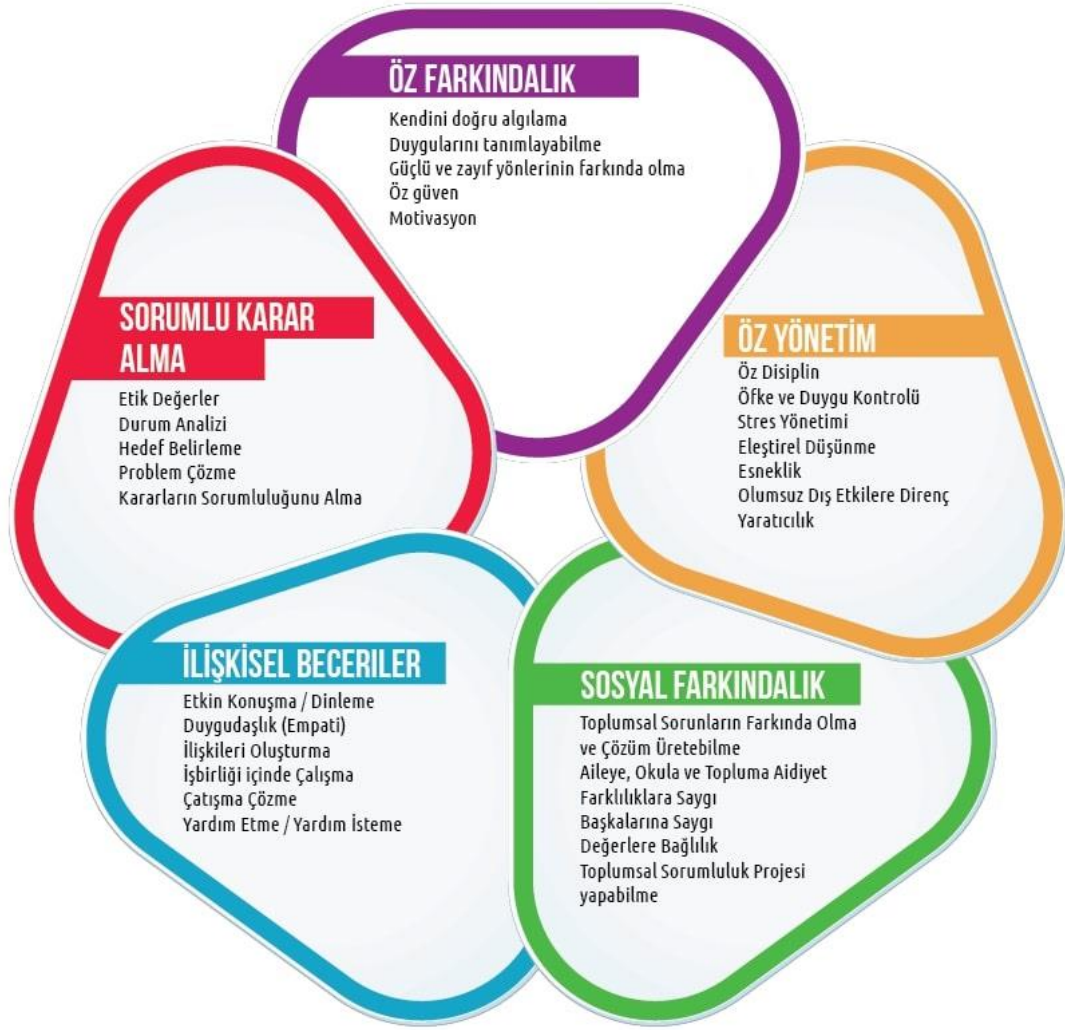 ÖZ FARKINDALIK
Kendini doğru algılama
Duygularını tanımlayabilme
Güçlü ve zayıf yönlerinin farkında olma
Öz güven
Motivasyon
SORUMLU KARAR
ALMA
Etik Değerler
Durum Analizi
Hedef Belirleme
Problem Çözme
Kararların Sorumluluğunu Alma
ÖZ YÖNETİM
Öz Disiplin
Öfke ve Duygu Kontrolü
Stres Yönetimi
Eleştirel Düşünme
Esneklik
Olumsuz Dış Etkilere Direnç
Yaratıcılık
İLİŞKİSEL BECERILER
Etkin Konuşma / Dinleme
Duygudaşlık (Empati)
İlişkileri Oluşturma
İşbirliği içinde Çalışma
Çatışma Çözme
Yardım Etme / Yardım İsteme
SOSYAL FARKINDALIK
Toplumsal Sorunların Farkında Olma
ve Çözüm Üretebilme
Aileye, Okula ve Topluma Aidiyet
Farklılıklara Saygı
Başkalarına Saygı
Değerlere Bağlılık
Toplumsal Sorumluluk Projesi
yapabilme